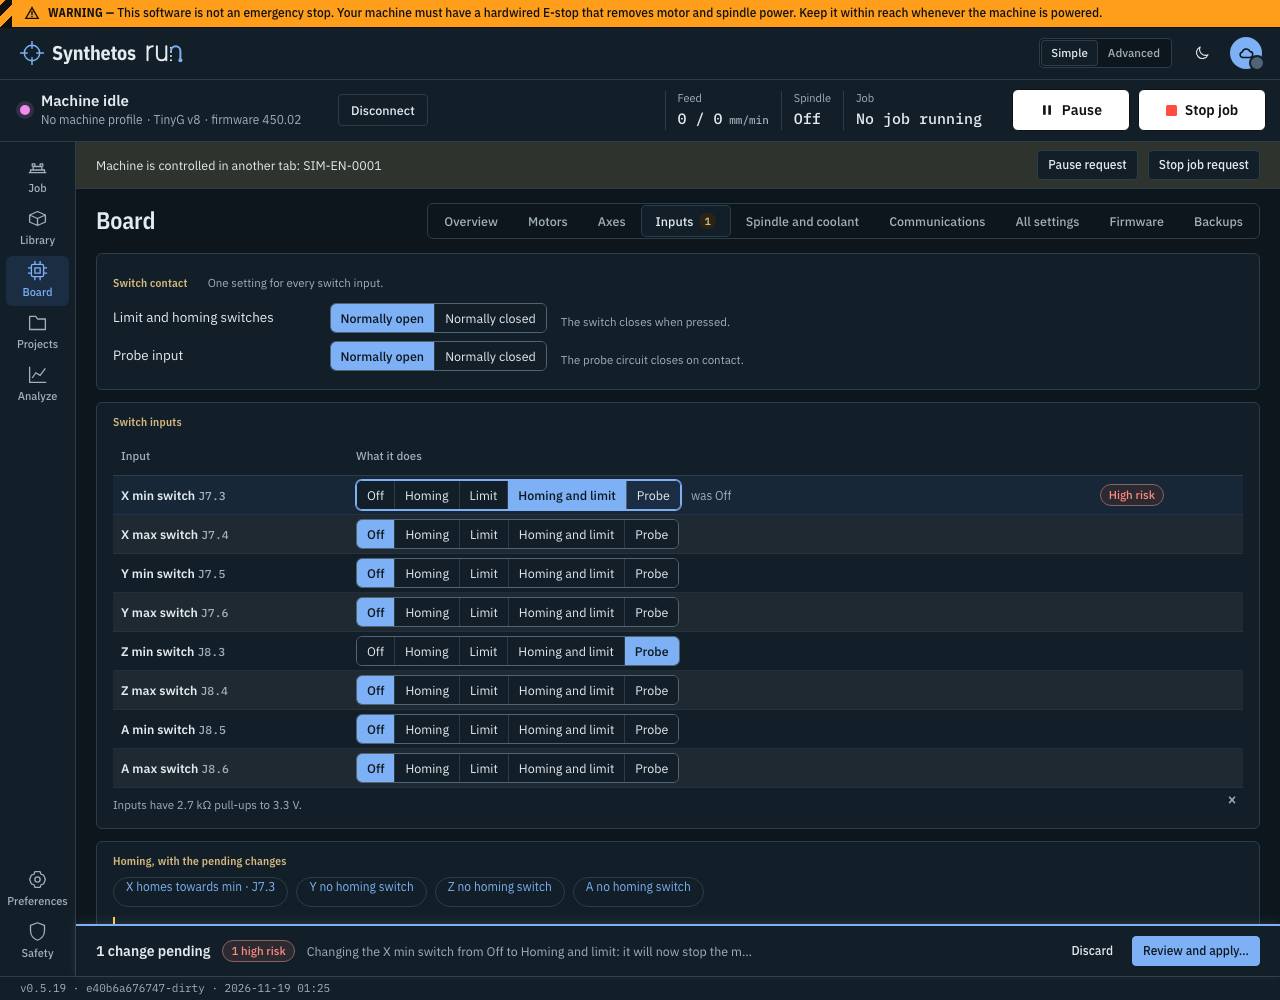 WARNING — This software is not an emergency stop. Your machine must have a hardwired E-stop that removes motor and spindle power. Keep it within reach whenever the machine is powered.
Synthetos run
Simple Advanced
Machine idle
No machine profile · TinyG v8 · firmware 450.02
Disconnect
Feed
0 / 0 mm/min
Spindle
Off
Job
No job running
Pause
Stop job
Job
Library
Board
Projects
Analyze
Preferences
Safety
Machine is controlled in another tab: SIM-EN-0001
Pause request Stop job request
Board
Overview Motors Axes Inputs 1 Spindle and coolant Communications All settings Firmware Backups
Switch contact One setting for every switch input.
Limit and homing switches Normally open Normally closed The switch closes when pressed.
Probe input Normally open Normally closed The probe circuit closes on contact.
Switch inputs
Input What it does
X min switch J7.3 Off Homing Limit Homing and limit Probe was Off High risk
X max switch J7.4 Off Homing Limit Homing and limit Probe
Y min switch J7.5 Off Homing Limit Homing and limit Probe
Y max switch J7.6 Off Homing Limit Homing and limit Probe
Z min switch J8.3 Off Homing Limit Homing and limit Probe
Z max switch J8.4 Off Homing Limit Homing and limit Probe
A min switch J8.5 Off Homing Limit Homing and limit Probe
A max switch J8.6 Off Homing Limit Homing and limit Probe
Inputs have 2.7 kΩ pull-ups to 3.3 V. ×
Homing, with the pending changes
X homes towards min · J7.3 Y no homing switch Z no homing switch A no homing switch
1 change pending 1 high risk Changing the X min switch from Off to Homing and limit: it will now stop the m... Discard Review and apply...
v0.5.19 · e40b6a676747-dirty · 2026-11-19 01:25